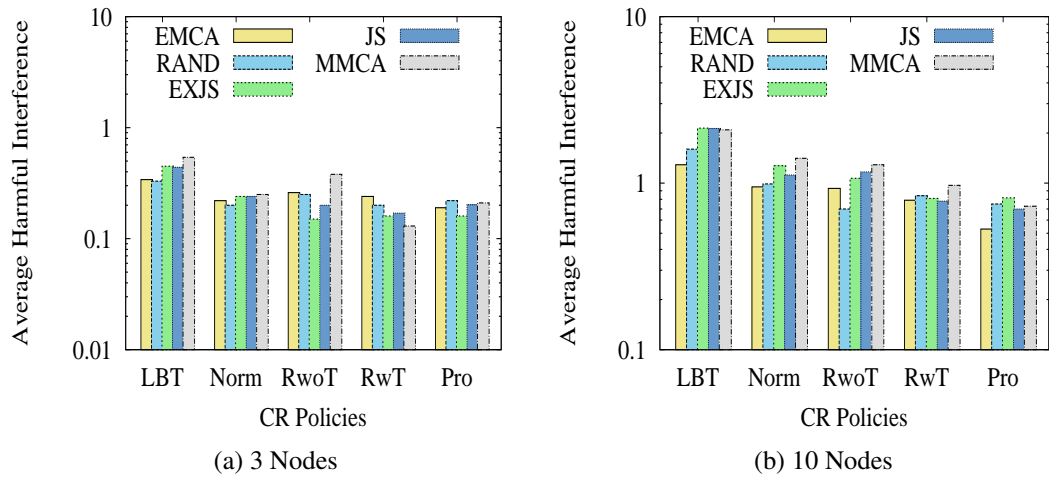 10
1
0.1
0.01
Average Harmful Interference
EMCA
RAND
EXJS
JS
MMCA
LBT Norm RwoT RwT Pro
CR Policies
(a) 3 Nodes
10
1
0.1
Average Harmful Interference
EMCA
RAND
EXJS
JS
MMCA
LBT Norm RwoT RwT Pro
CR Policies
(b) 10 Nodes